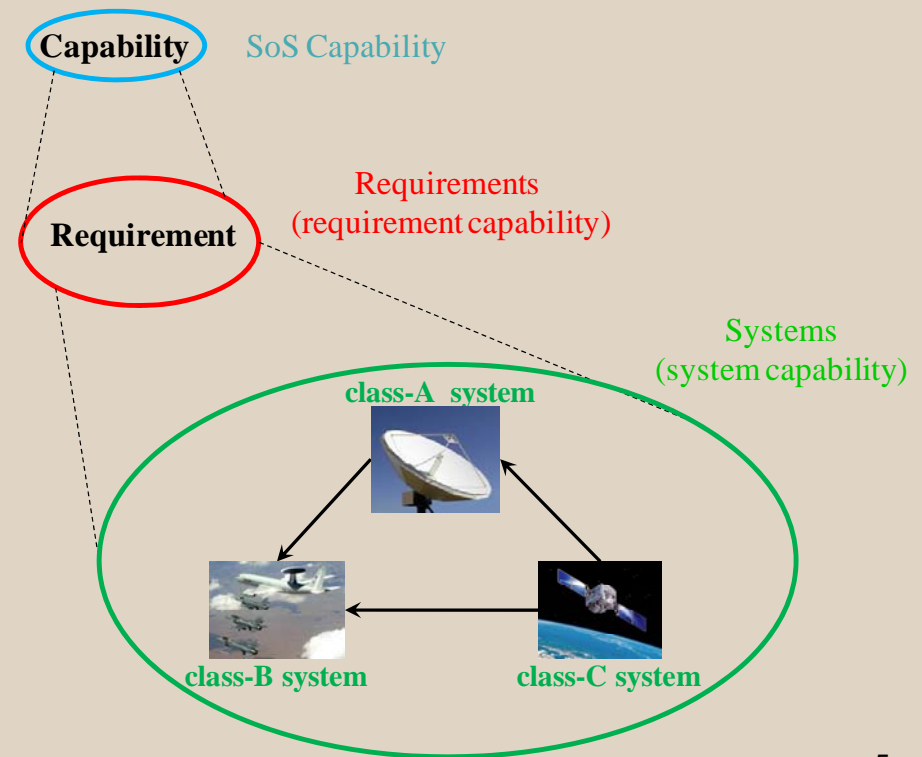 Capability
SoS Capability
Requirements
(requirement capability)
Requirement
Systems
(system capability)
class-A system
class-B system
class-C system